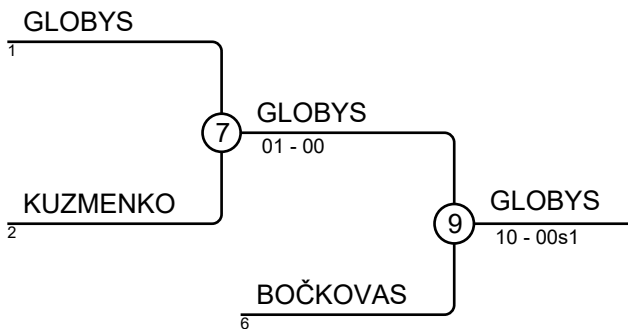 GLOBYS
1
7
GLOBYS
01 - 00
KUZMENKO
2
9
GLOBYS
10 - 00s1
BOČKOVAS
6